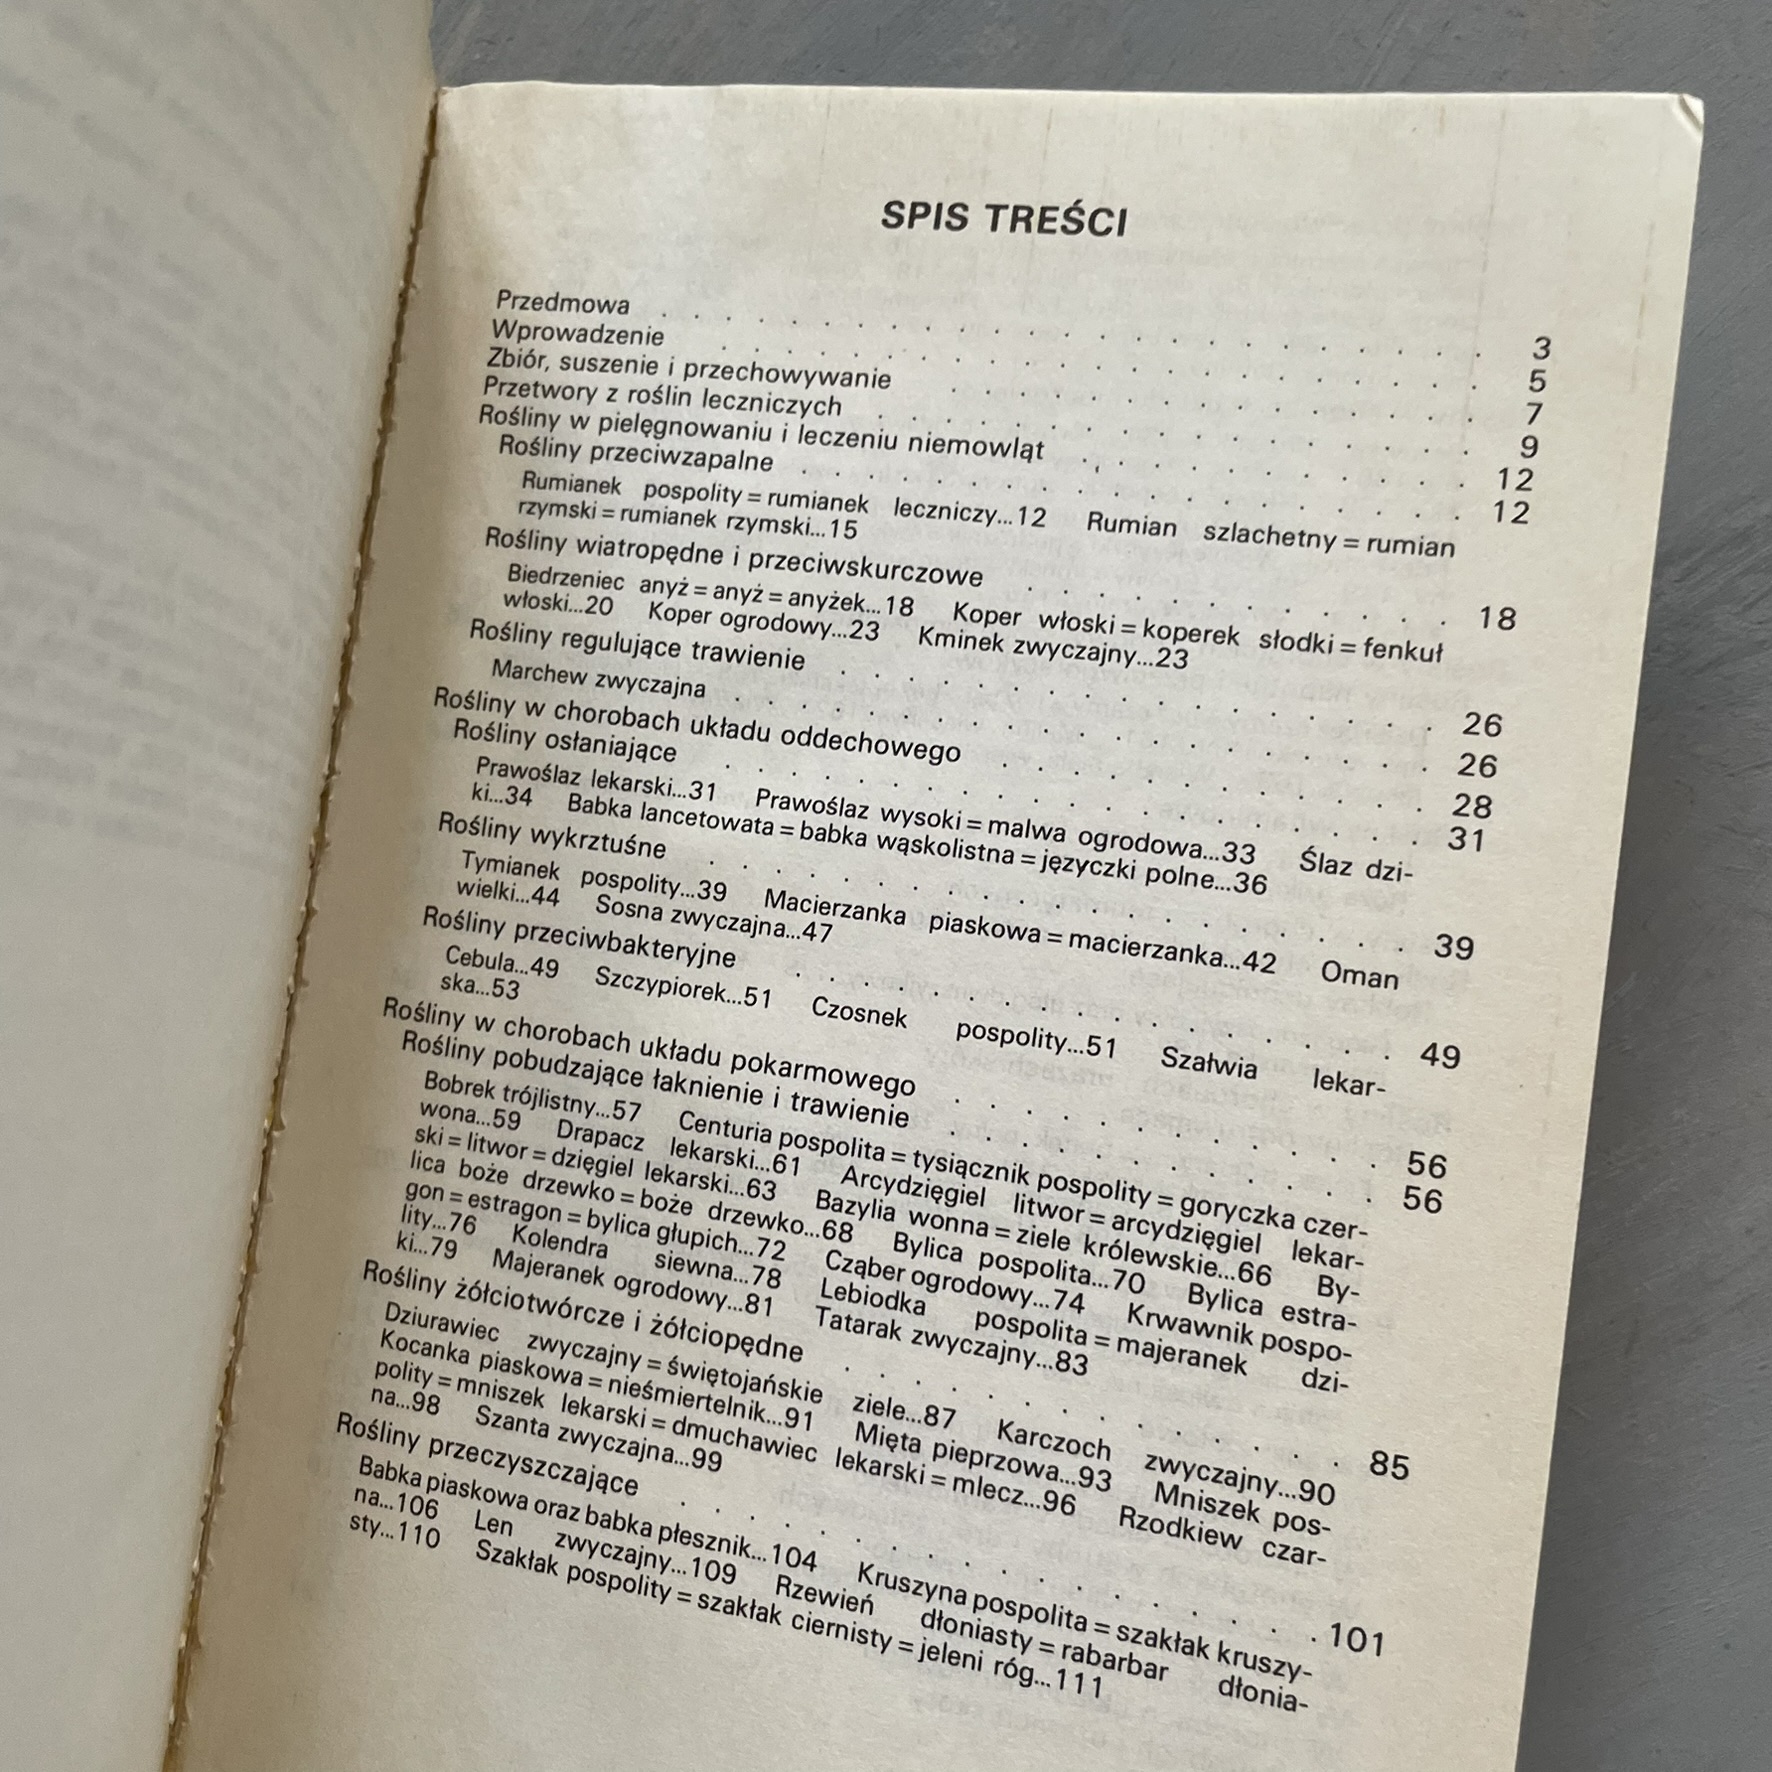 SPIS TREŚCI
Przedmowa . . . . . . . . . . . . . . . . . . . . . . . . . 3
Wprowadzenie . . . . . . . . . . . . . . . . . . . . . . . . 5
Zbiór, suszenie i przechowywanie . . . . . . . . . . . . . . . . 7
Przetwory z roślin leczniczych . . . . . . . . . . . . . . . . . . 9
Rośliny w pielęgnowaniu i leczeniu niemowląt . . . . . . . . . . . . 12
Rośliny przeciwzapalne . . . . . . . . . . . . . . . . . . . . 12
Rumianek pospolity = rumianek leczniczy...12 Rumian szlachetny = rumian
rzymski = rumianek rzymski...15
Rośliny wiatropędne i przeciwskurczowe . . . . . . . . . . . . . 18
Biedrzeniec anyż = anyż = anyżek...18 Koper włoski = koperek słodki = fenkuł
włoski...20 Koper ogrodowy...23 Kminek zwyczajny...23
Rośliny regulujące trawienie . . . . . . . . . . . . . . . . . . 26
Marchew zwyczajna . . . . . . . . . . . . . . . . . . . . . 26
Rośliny w chorobach układu oddechowego . . . . . . . . . . . . . 28
Rośliny osłaniające . . . . . . . . . . . . . . . . . . . . . 31
Prawoślaz lekarski...31 Prawoślaz wysoki = malwa ogrodowa...33 Ślaz dzi-
ki...34 Babka lancetowata = babka wąskolistna = języczki polne...36
Rośliny wykrztuśne . . . . . . . . . . . . . . . . . . . . . 39
Tymianek pospolity...39 Macierzanka piaskowa = macierzanka...42 Oman
wielki...44 Sosna zwyczajna...47
Rośliny przeciwbakteryjne . . . . . . . . . . . . . . . . . . 49
Cebula...49 Szczypiorek...51 Czosnek pospolity...51 Szałwia lekar-
ska...53
Rośliny w chorobach układu pokarmowego . . . . . . . . . . . . . 56
Rośliny pobudzające łaknienie i trawienie . . . . . . . . . . . . . 56
Bobrek trójlistny...57 Centuria pospolita = tysiącznik pospolity = goryczka czer-
wona...59 Drapacz lekarski...61 Arcydzięgiel litwor = arcydzięgiel lekar-
ski = litwor = dzięgiel lekarski...63 Bazylia wonna = ziele królewskie...66 By-
lica boże drzewko = boże drzewko...68 Bylica pospolita...70 Bylica estra-
gon = estragon = bylica głupich...72 Cząber ogrodowy...74 Krwawnik pospo-
lity...76 Kolendra siewna...78 Lebiodka pospolita = majeranek dzi-
ki...79 Majeranek ogrodowy...81 Tatarak zwyczajny...83
Rośliny żółciotwórcze i żółciopędne . . . . . . . . . . . . . . . 85
Dziurawiec zwyczajny = świętojańskie ziele...87 Karczoch zwyczajny...90
Kocanka piaskowa = nieśmiertelnik...91 Mięta pieprzowa...93 Mniszek pos-
polity = mniszek lekarski = dmuchawiec lekarski = mlecz...96 Rzodkiew czar-
na...98 Szanta zwyczajna...99
Rośliny przeczyszczające . . . . . . . . . . . . . . . . . . 101
Babka piaskowa oraz babka płesznik...104 Kruszyna pospolita = szakłak kruszy-
na...106 Len zwyczajny...109 Rzewień dłoniasty = rabarbar dłonia-
sty...110 Szakłak pospolity = szakłak ciernisty = jeleni róg...111